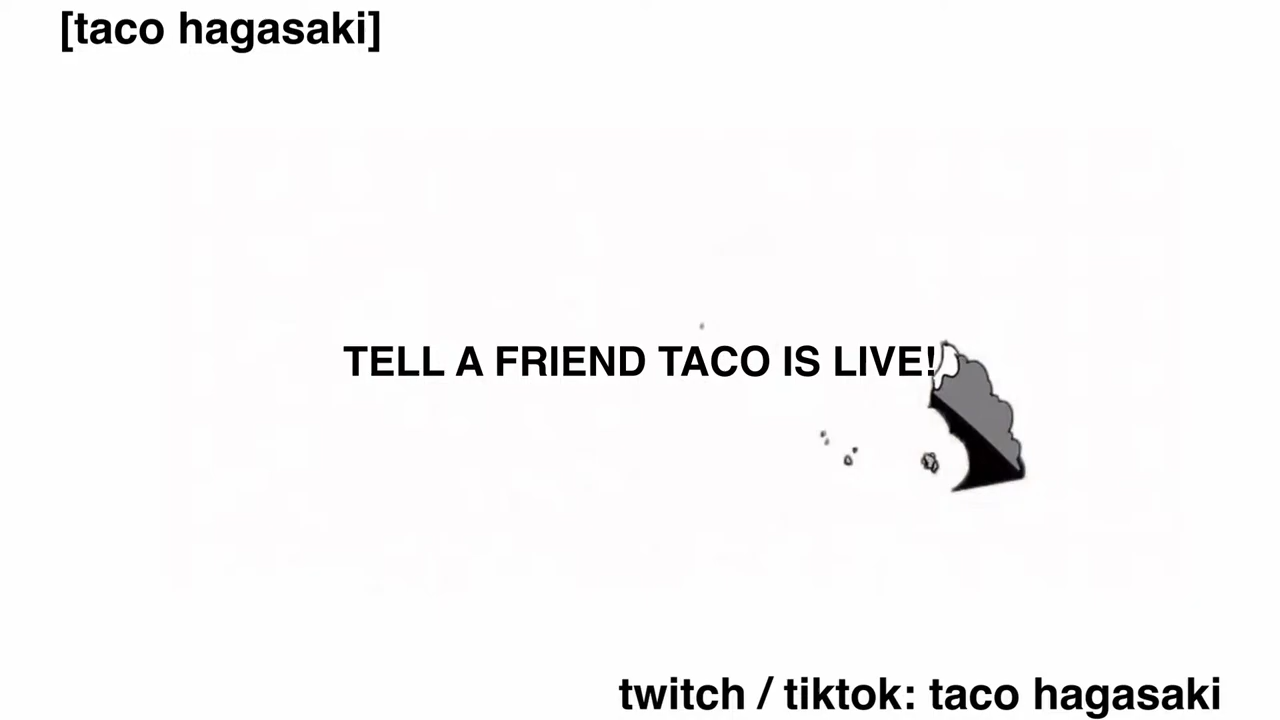 [taco hagasaki]
TELL A FRIEND TACO IS LIVE!
twitch / tiktok: taco hagasaki